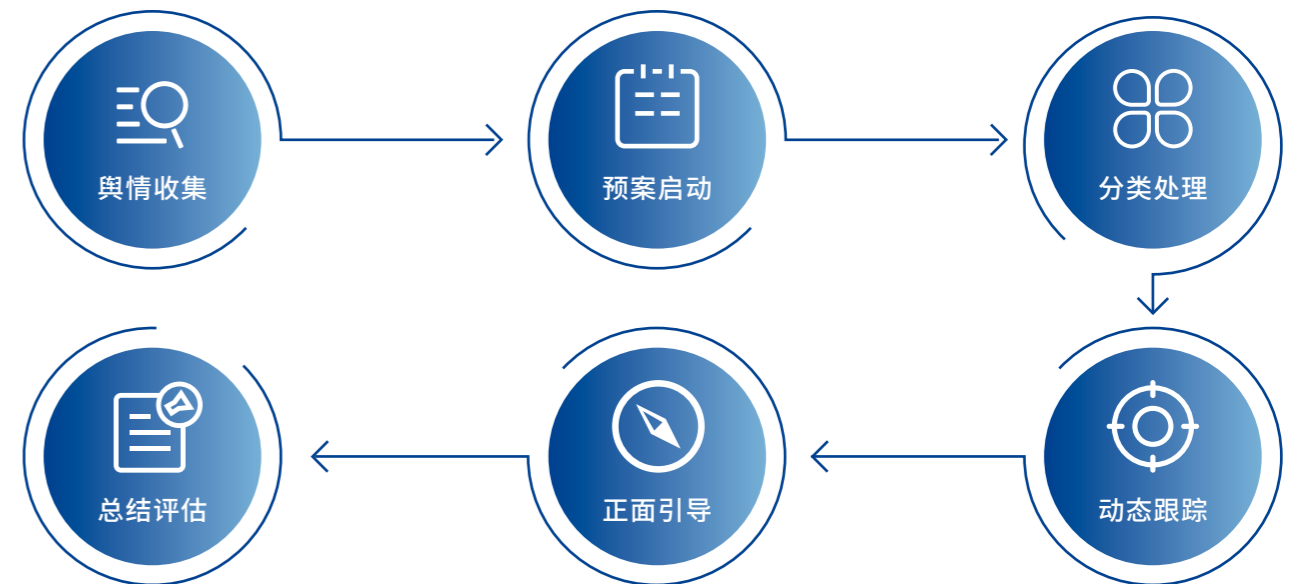 舆情收集
预案启动
分类处理
动态跟踪
正面引导
总结评估